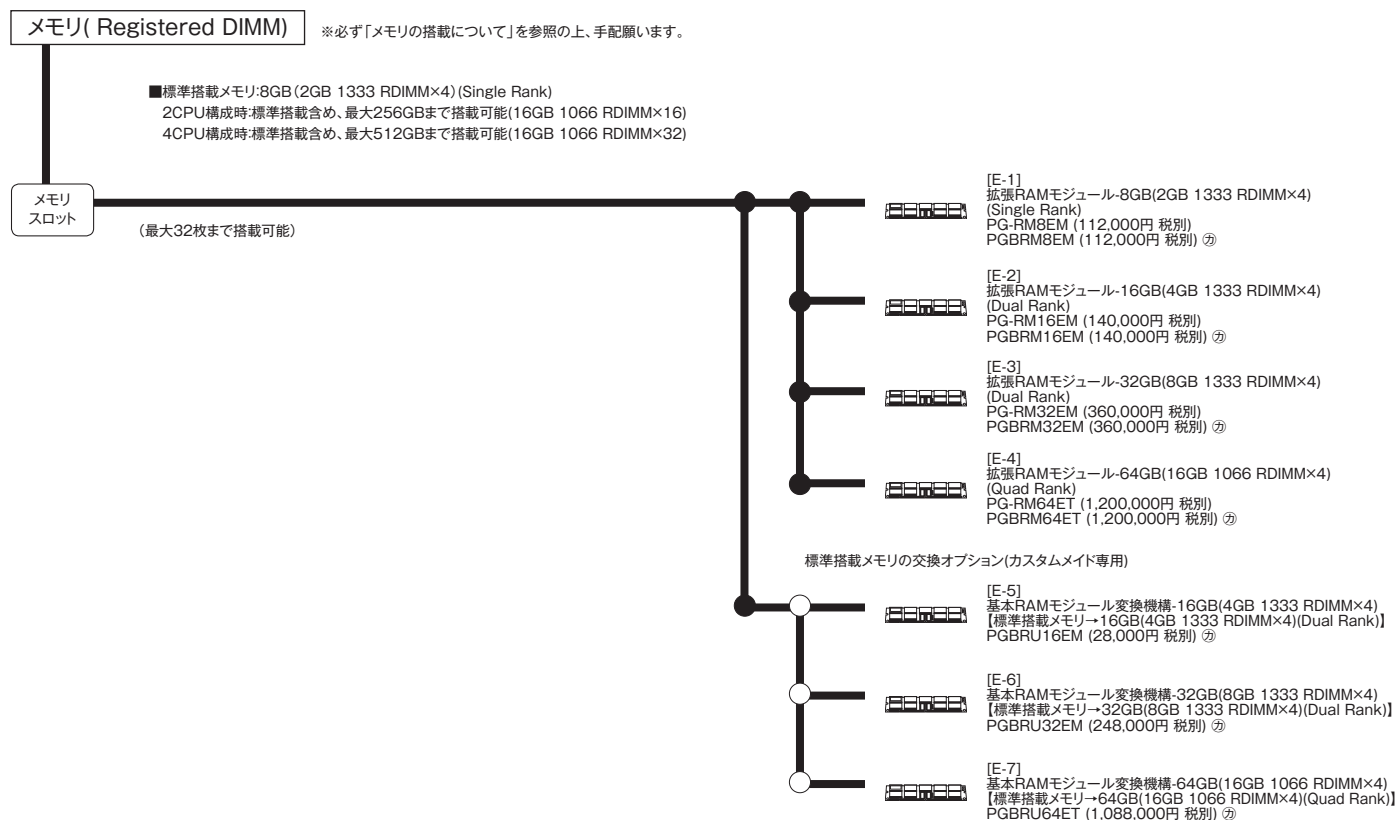 メモリ( Registered DIMM)
※必ず「メモリの搭載について」を参照の上、手配願います。
■標準搭載メモリ:8GB(2GB 1333 RDIMM×4)(Single Rank)
2CPU構成時:標準搭載含め、最大256GBまで搭載可能(16GB 1066 RDIMM×16)
4CPU構成時:標準搭載含め、最大512GBまで搭載可能(16GB 1066 RDIMM×32)
メモリ
スロット
(最大32枚まで搭載可能)
[E-1]
拡張RAMモジュール-8GB(2GB 1333 RDIMM×4)
(Single Rank)
PG-RM8EM (112,000円 税別)
PGBRM8EM (112,000円 税別) ㋕
[E-2]
拡張RAMモジュール-16GB(4GB 1333 RDIMM×4)
(Dual Rank)
PG-RM16EM (140,000円 税別)
PGBRM16EM (140,000円 税別) ㋕
[E-3]
拡張RAMモジュール-32GB(8GB 1333 RDIMM×4)
(Dual Rank)
PG-RM32EM (360,000円 税別)
PGBRM32EM (360,000円 税別) ㋕
[E-4]
拡張RAMモジュール-64GB(16GB 1066 RDIMM×4)
(Quad Rank)
PG-RM64ET (1,200,000円 税別)
PGBRM64ET (1,200,000円 税別) ㋕
標準搭載メモリの交換オプション(カスタムメイド専用)
[E-5]
基本RAMモジュール変換機構-16GB(4GB 1333 RDIMM×4)
【標準搭載メモリ→16GB(4GB 1333 RDIMM×4)(Dual Rank)】
PGBRU16EM (28,000円 税別) ㋕
[E-6]
基本RAMモジュール変換機構-32GB(8GB 1333 RDIMM×4)
【標準搭載メモリ→32GB(8GB 1333 RDIMM×4)(Dual Rank)】
PGBRU32EM (248,000円 税別) ㋕
[E-7]
基本RAMモジュール変換機構-64GB(16GB 1066 RDIMM×4)
【標準搭載メモリ→64GB(16GB 1066 RDIMM×4)(Quad Rank)】
PGBRU64ET (1,088,000円 税別) ㋕